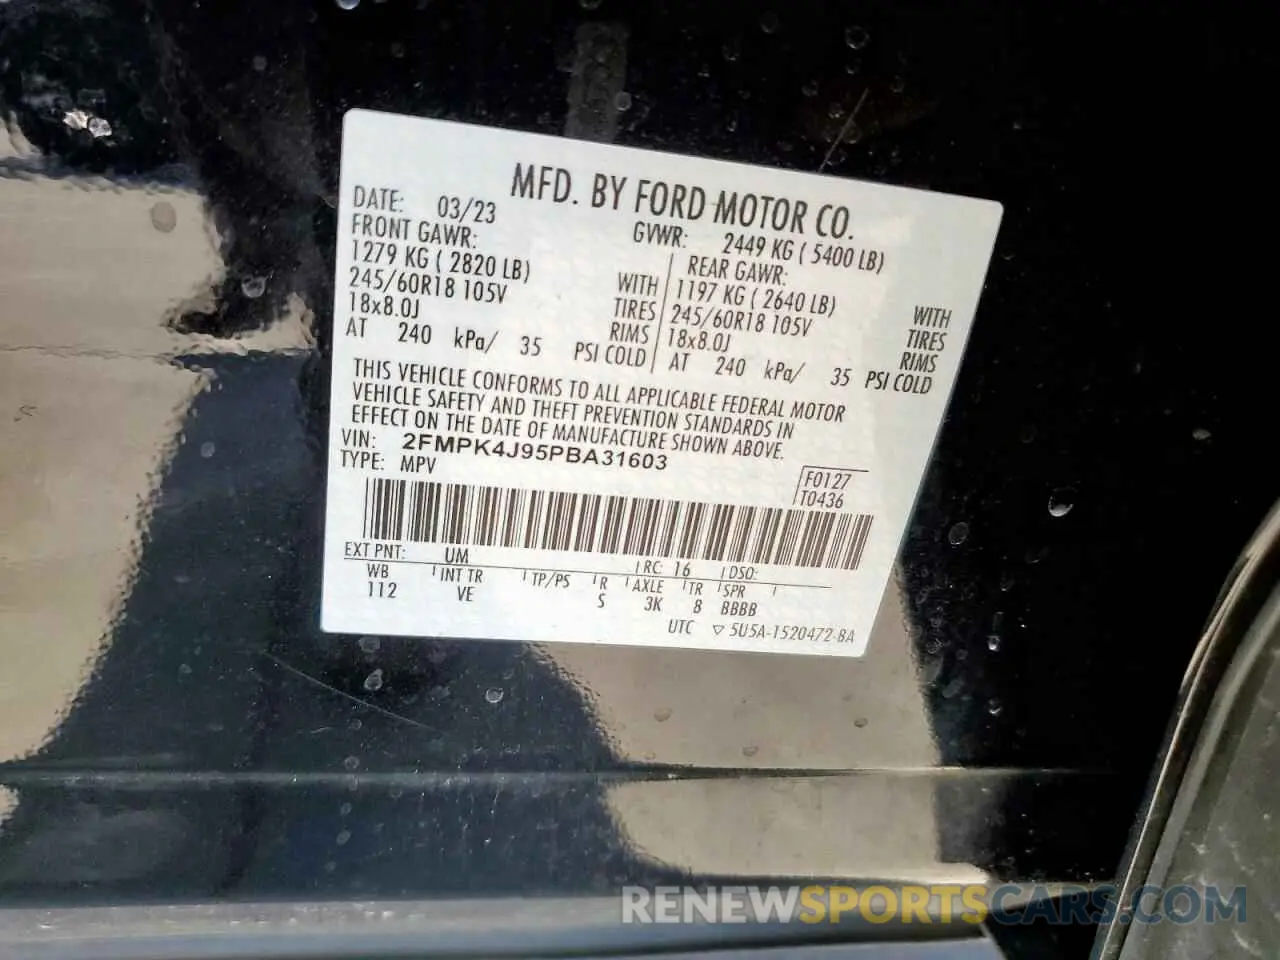 MFD. BY FORD MOTOR CO.
DATE: 03/23 GVWR: 2449 KG ( 5400 LB)
FRONT GAWR: REAR GAWR:
1279 KG ( 2820 LB) WITH 1197 KG ( 2640 LB) WITH
245/60R18 105V TIRES 245/60R18 105V TIRES
18x8.0J RIMS 18x8.0J RIMS
AT 240 kPa/ 35 PSI COLD AT 240 kPa/ 35 PSI COLD
THIS VEHICLE CONFORMS TO ALL APPLICABLE FEDERAL MOTOR
VEHICLE SAFETY AND THEFT PREVENTION STANDARDS IN
EFFECT ON THE DATE OF MANUFACTURE SHOWN ABOVE.
VIN: 2FMPK4J95PBA31603
TYPE: MPV
F0127
T0436
EXT PNT: UM RC: 16 DSO:
WB INT TR TP/PS R AXLE TR SPR
112 VE S 3K 8 BBBB
UTC ▽ 5U5A-1520472-BA
RENEWSPORTSCARS.COM